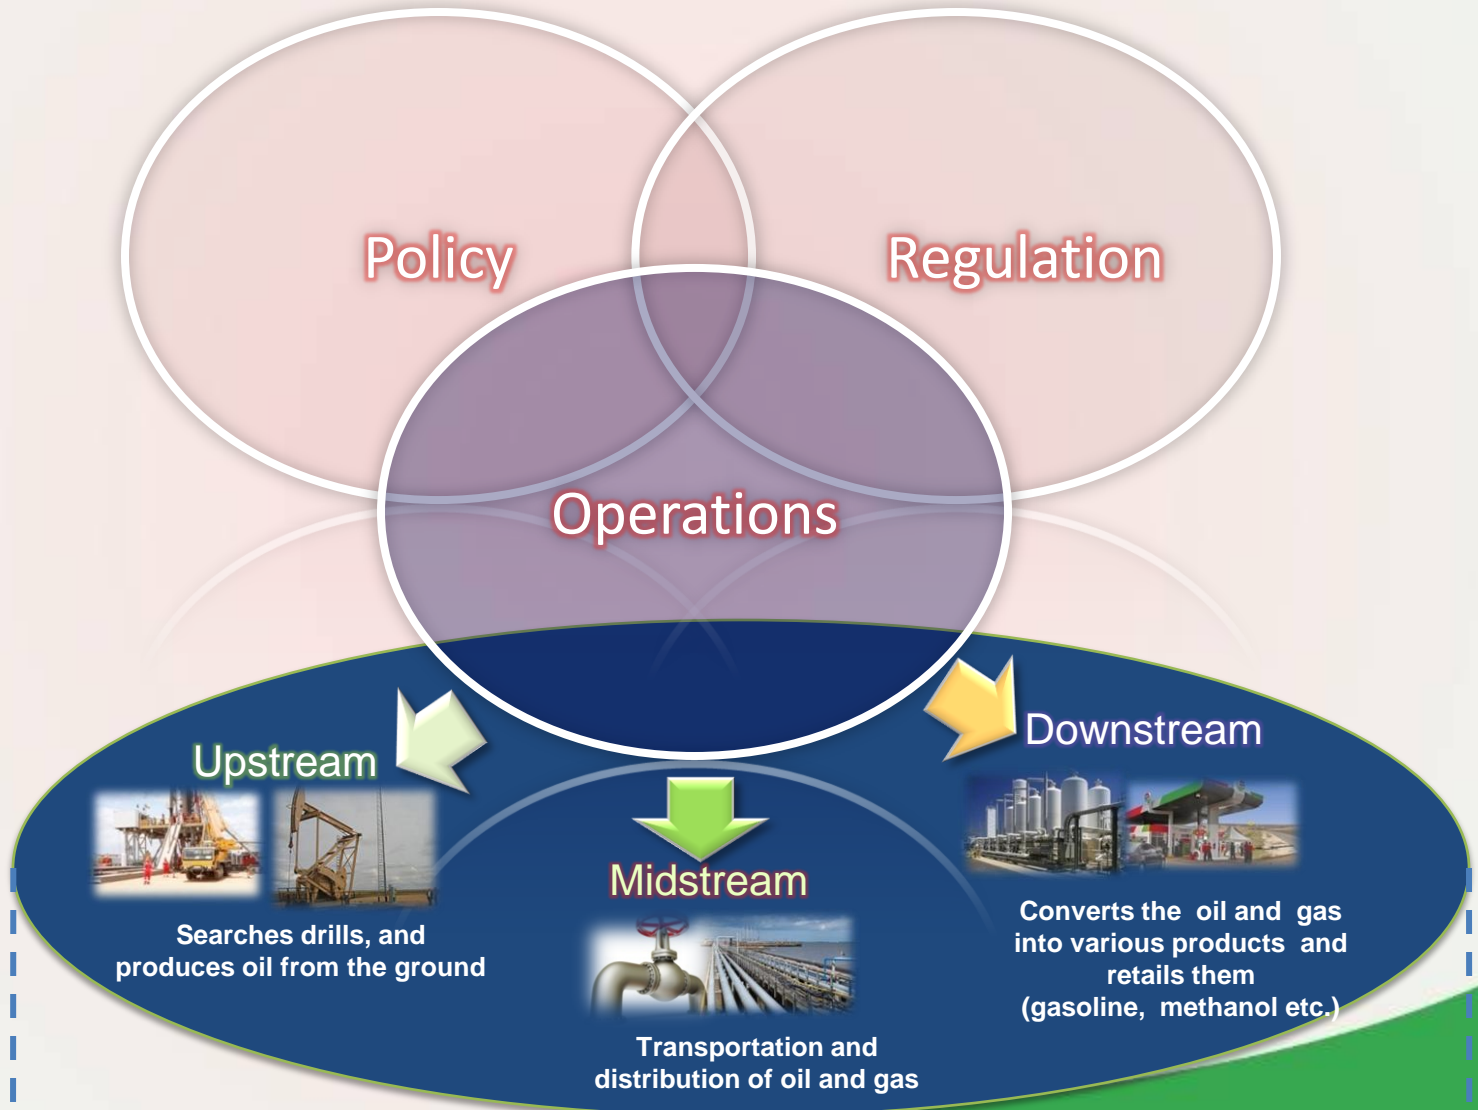 Policy
Regulation
Operations
Upstream
Searches drills, and
produces oil from the ground
Midstream
Transportation and
distribution of oil and gas
Downstream
Converts the  oil and  gas
into various products  and
retails them
(gasoline,  methanol etc.)